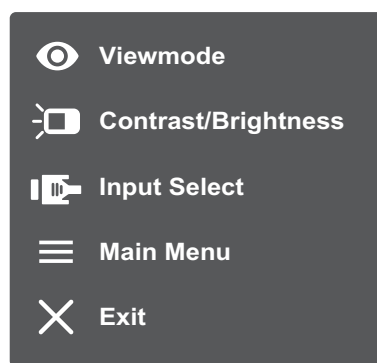 Viewmode
Contrast/Brightness
Input Select
Main Menu
Exit